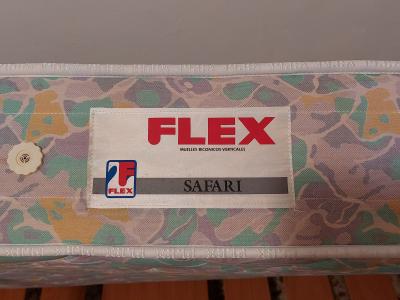 FLEX
MUELLES BICONICOS VERTICALES
FLEX
SAFARI